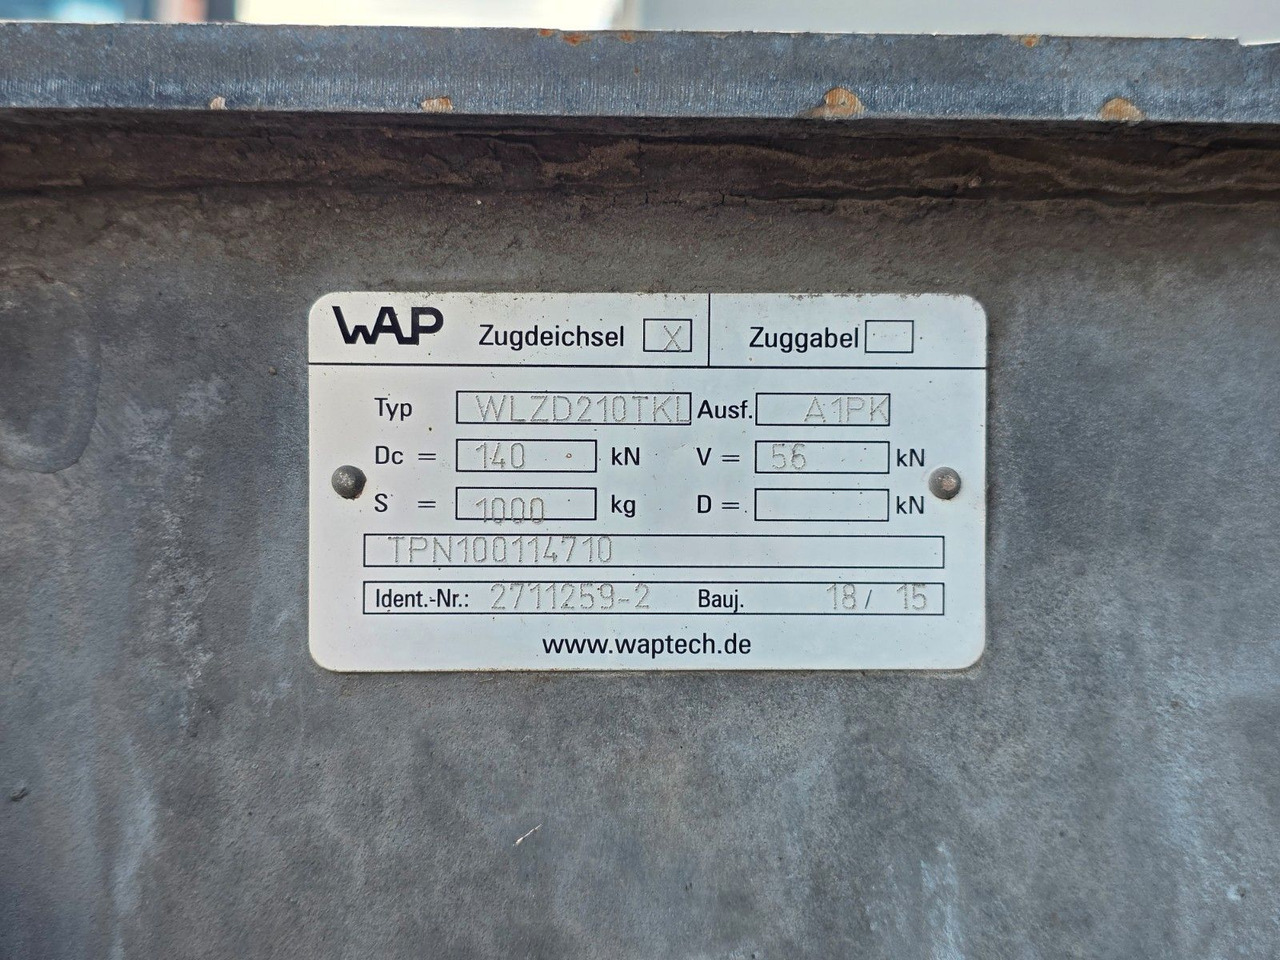 WAP Zugdeichsel X Zuggabel
Typ WLZD210TKL Ausf. A1PK
Dc = 140 kN V = 56 kN
S = 1000 kg D = kN
TPN100114710
Ident.-Nr.: 2711259-2 Bauj. 18/ 15
www.waptech.de